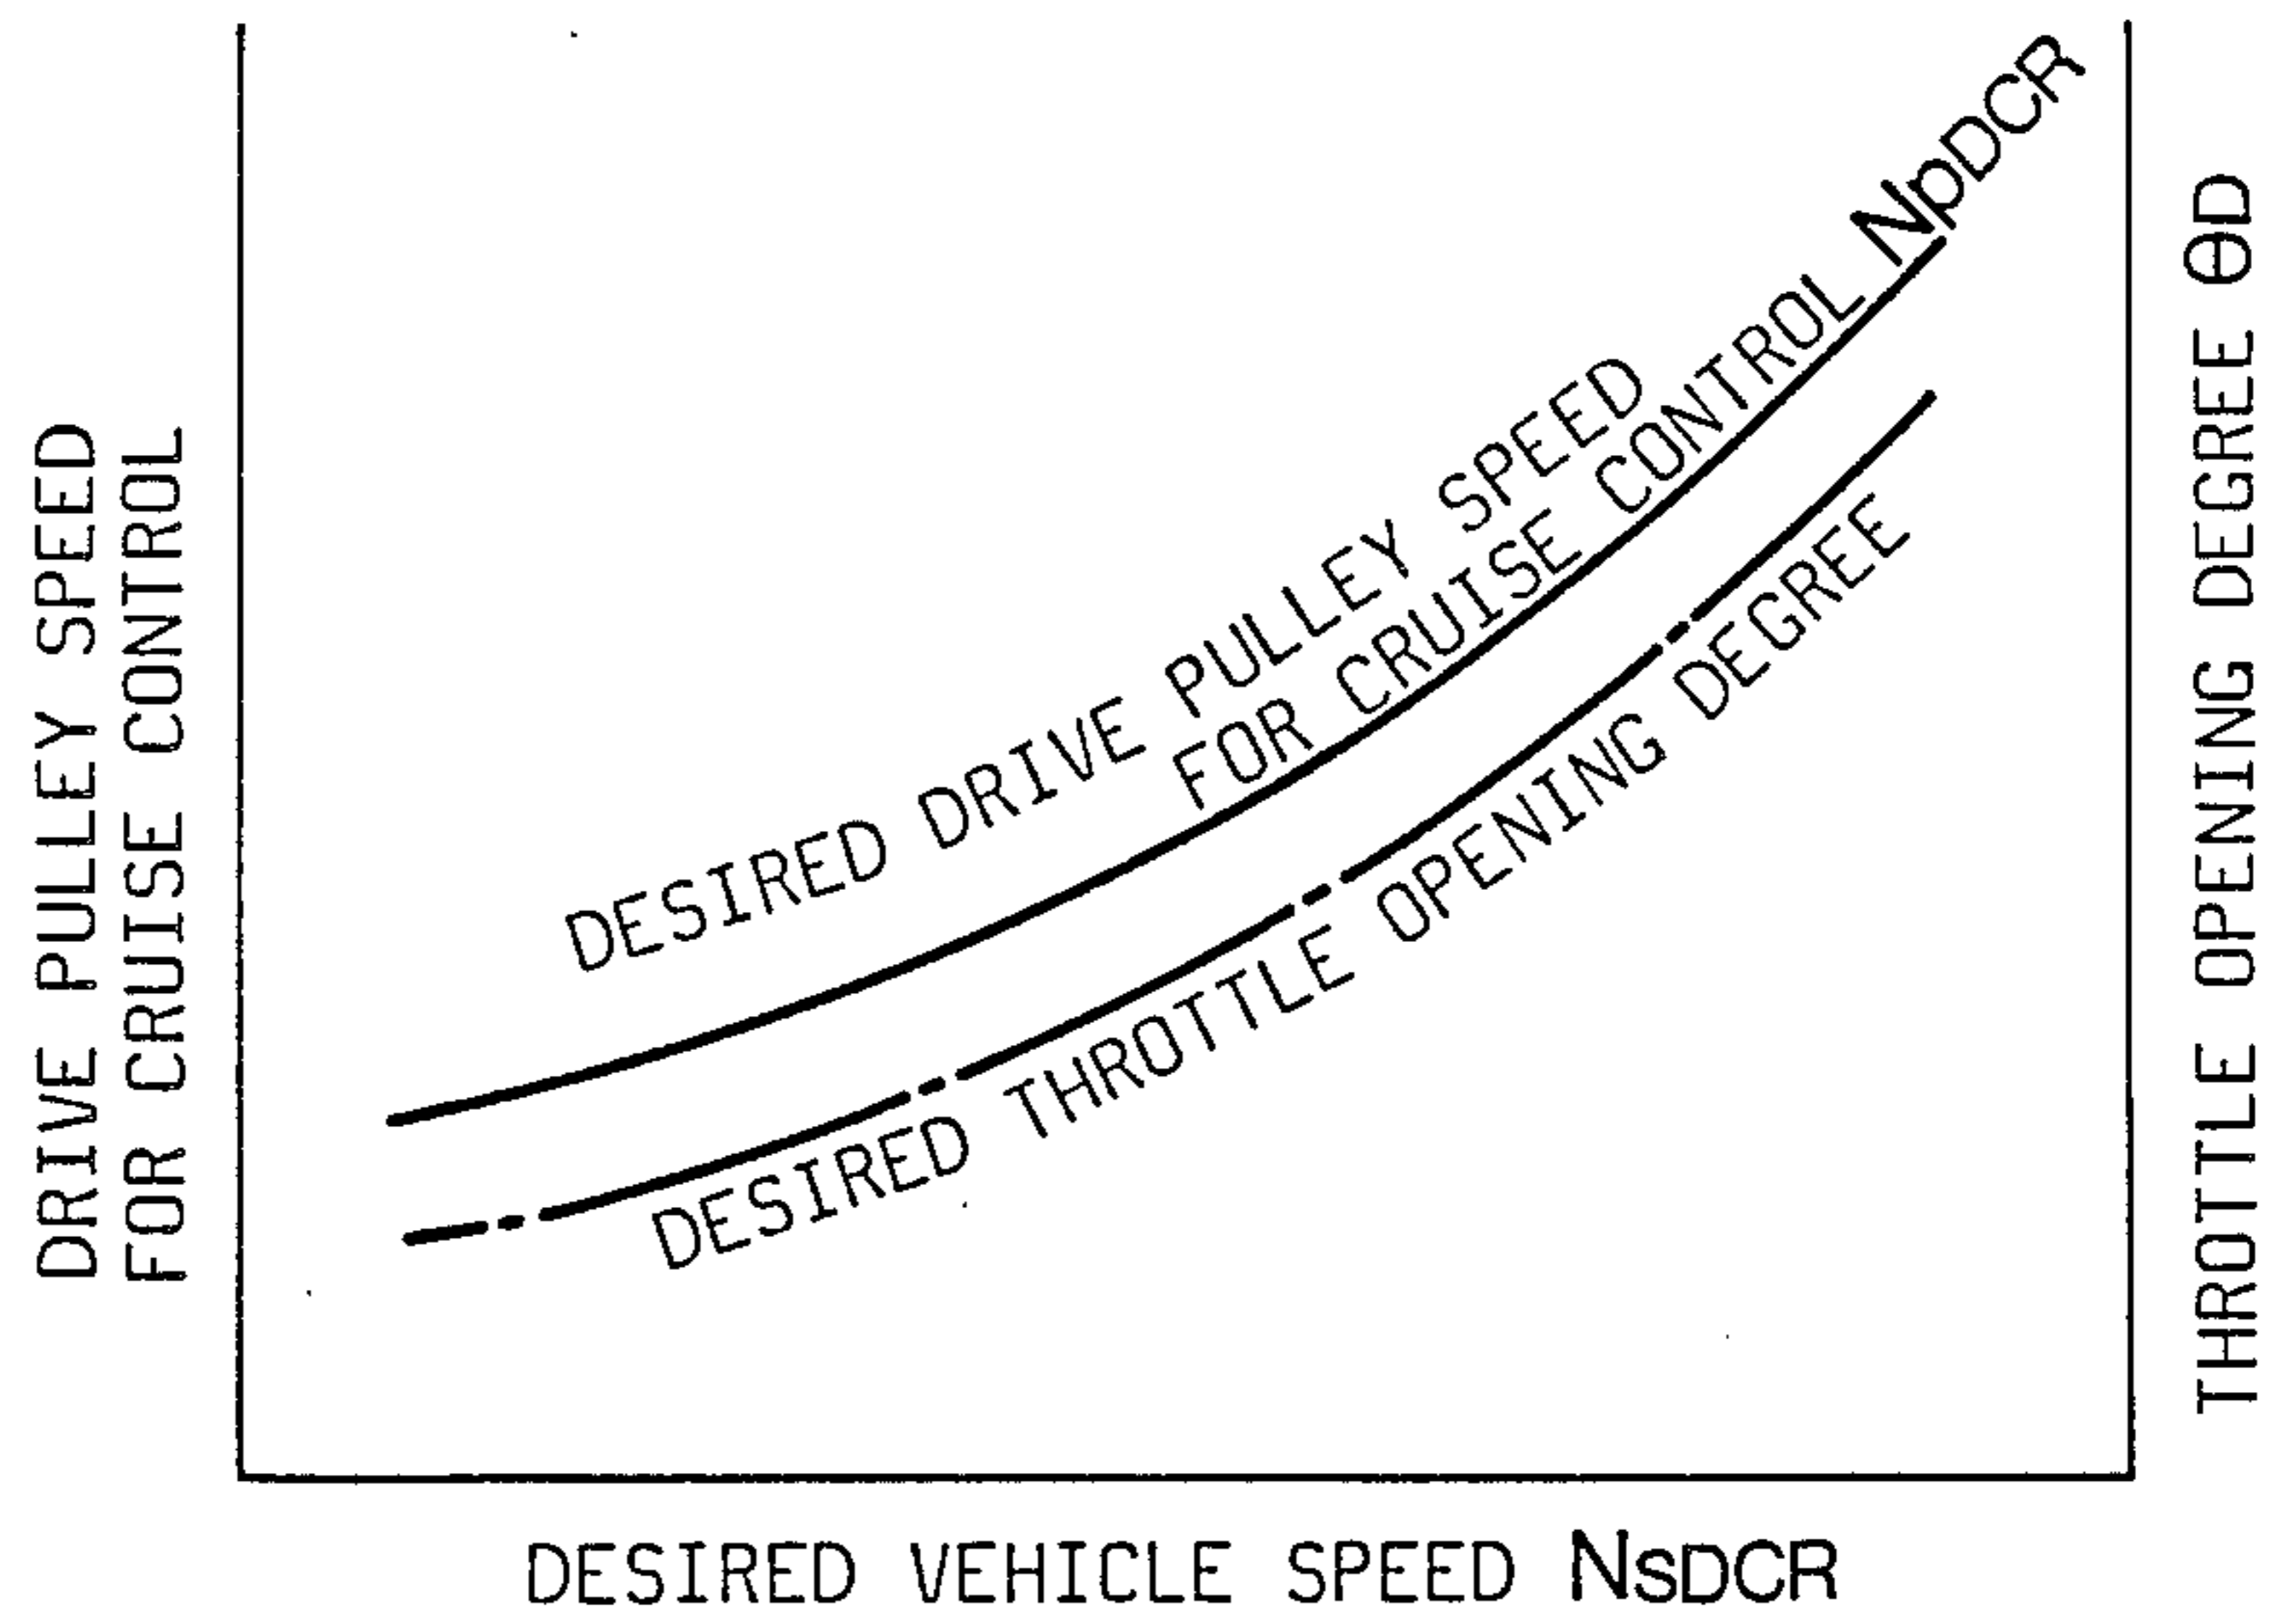 DRIVE PULLEY SPEED
FOR CRUISE CONTROL
DESIRED DRIVE PULLEY SPEED
FOR CRUISE CONTROL NpDCR
DESIRED THROTTLE OPENING DEGREE
THROTTLE OPENING DEGREE ΘD
DESIRED VEHICLE SPEED NSDCR